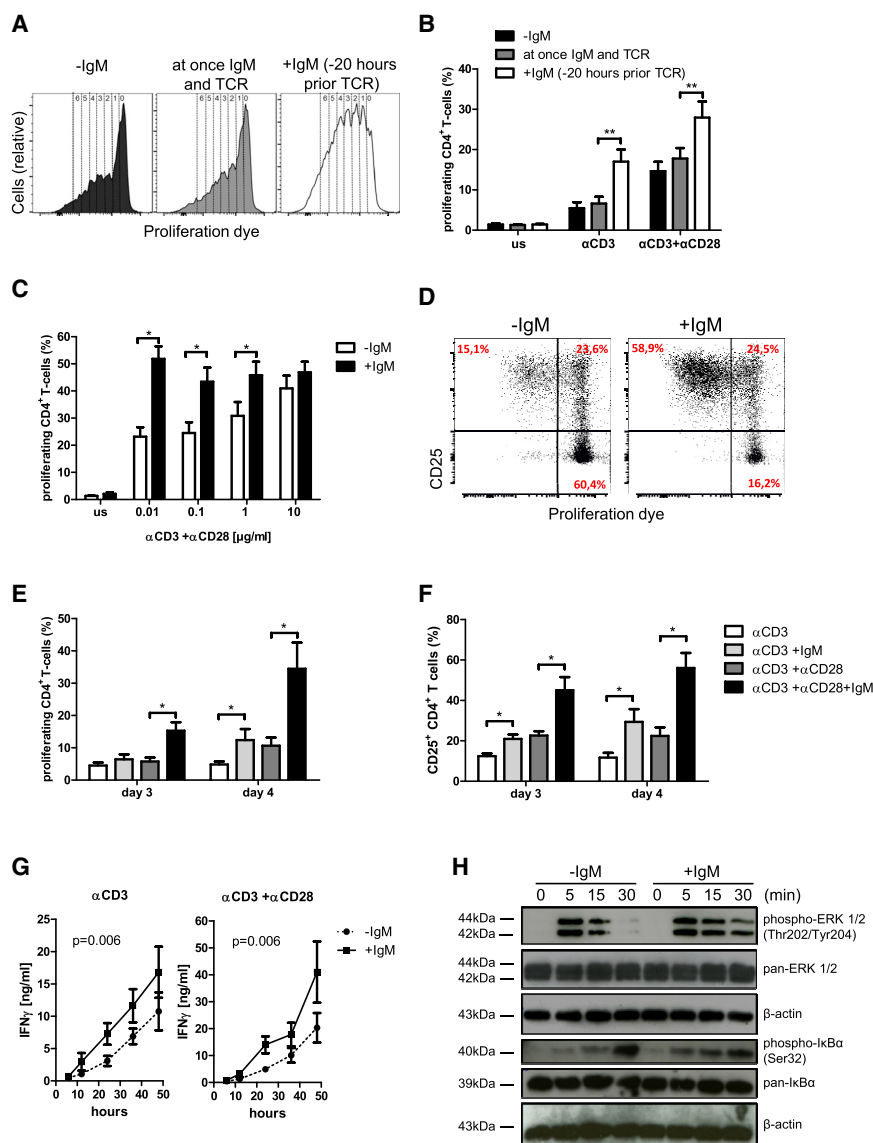 A
-IgM
at once IgM and TCR
+IgM (-20 hours prior TCR)
6 5 4 3 2 1 0
6 5 4 3 2 1 0
6 5 4 3 2 1 0
Cells (relative)
Proliferation dye
B
-IgM
at once IgM and TCR
+IgM (-20 hours prior TCR)
proliferating CD4+ T-cells (%)
40
30
20
10
0
**
**
us
αCD3
αCD3+αCD28
C
proliferating CD4+ T-cells (%)
60
50
40
30
20
10
0
*
*
*
-IgM
+IgM
us
0.01
0.1
1
10
αCD3 +αCD28 [µg/ml]
D
-IgM
+IgM
15,1%
23,6%
58,9%
24,5%
60,4%
16,2%
CD25
Proliferation dye
E
proliferating CD4+ T-cells (%)
50
40
30
20
10
0
*
*
*
day 3
day 4
F
CD25+ CD4+ T cells (%)
80
60
40
20
0
*
*
*
*
day 3
day 4
αCD3
αCD3 +IgM
αCD3 +αCD28
αCD3 +αCD28+IgM
G
αCD3
IFNγ [ng/ml]
25
20
15
10
5
0
p=0.006
0 10 20 30 40 50
hours
αCD3 +αCD28
IFNγ [ng/ml]
60
50
40
30
20
10
0
p=0.006
0 10 20 30 40 50
hours
-IgM
+IgM
H
-IgM
+IgM
0 5 15 30 0 5 15 30 (min)
44kDa
42kDa
phospho-ERK 1/2
(Thr202/Tyr204)
44kDa
42kDa
pan-ERK 1/2
43kDa
β-actin
40kDa
phospho-IκBα
(Ser32)
39kDa
pan-IκBα
43kDa
β-actin